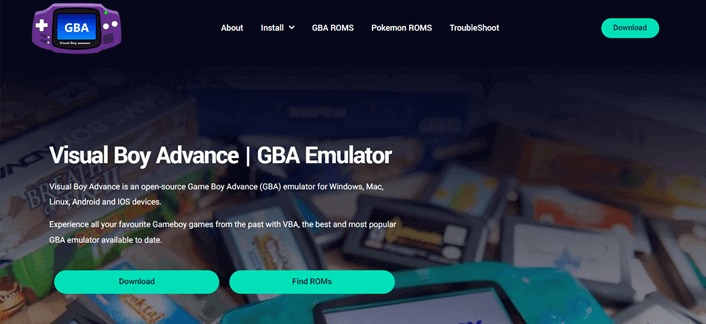 GBA
Visual Boy Advance
About
Install
GBA ROMS
Pokemon ROMS
TroubleShoot
Download
Visual Boy Advance | GBA Emulator
Visual Boy Advance is an open-source Game Boy Advance (GBA) emulator for Windows, Mac,
Linux, Android and IOS devices.
Experience all your favourite Gameboy games from the past with VBA, the best and most popular
GBA emulator available to date.
Download
Find ROMs
BREATH